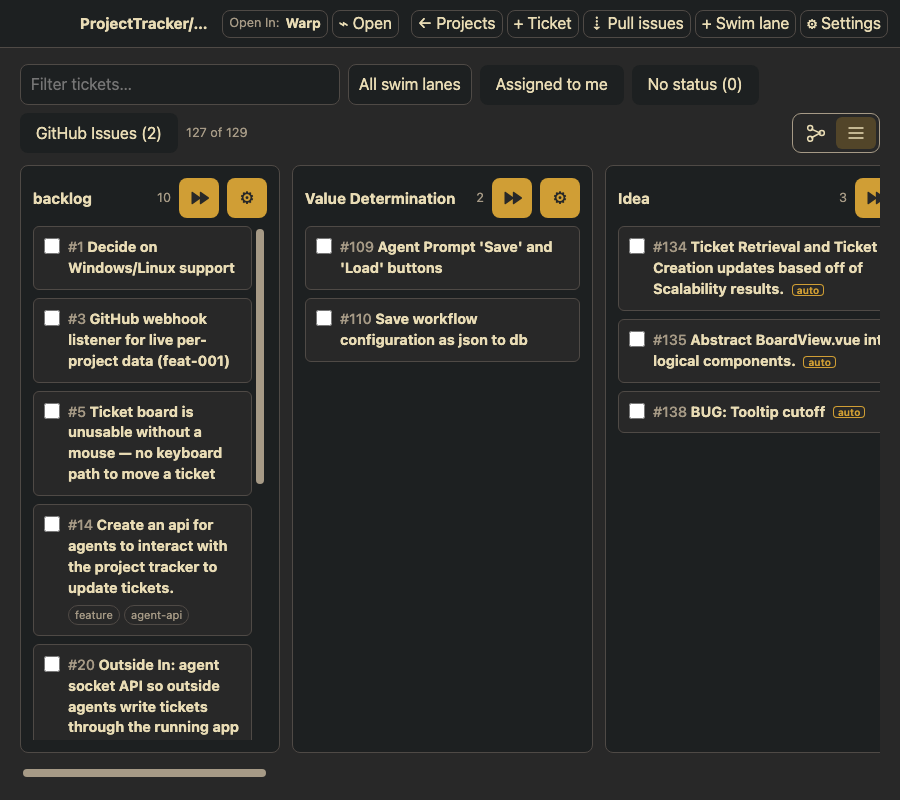 ProjectTracker/...
Open In: Warp
Open
← Projects
+ Ticket
Pull issues
+ Swim lane
Settings
Filter tickets...
All swim lanes
Assigned to me
No status (0)
GitHub Issues (2)
127 of 129
backlog
10
#1 Decide on
Windows/Linux support
#3 GitHub webhook
listener for live per-
project data (feat-001)
#5 Ticket board is
unusable without a
mouse — no keyboard
path to move a ticket
#14 Create an api for
agents to interact with
the project tracker to
update tickets.
feature
agent-api
#20 Outside In: agent
socket API so outside
agents write tickets
through the running app
Value Determination
2
#109 Agent Prompt 'Save' and
'Load' buttons
#110 Save workflow
configuration as json to db
Idea
3
#134 Ticket Retrieval and Ticket
Creation updates based off of
Scalability results. auto
#135 Abstract BoardView.vue int
logical components. auto
#138 BUG: Tooltip cutoff auto